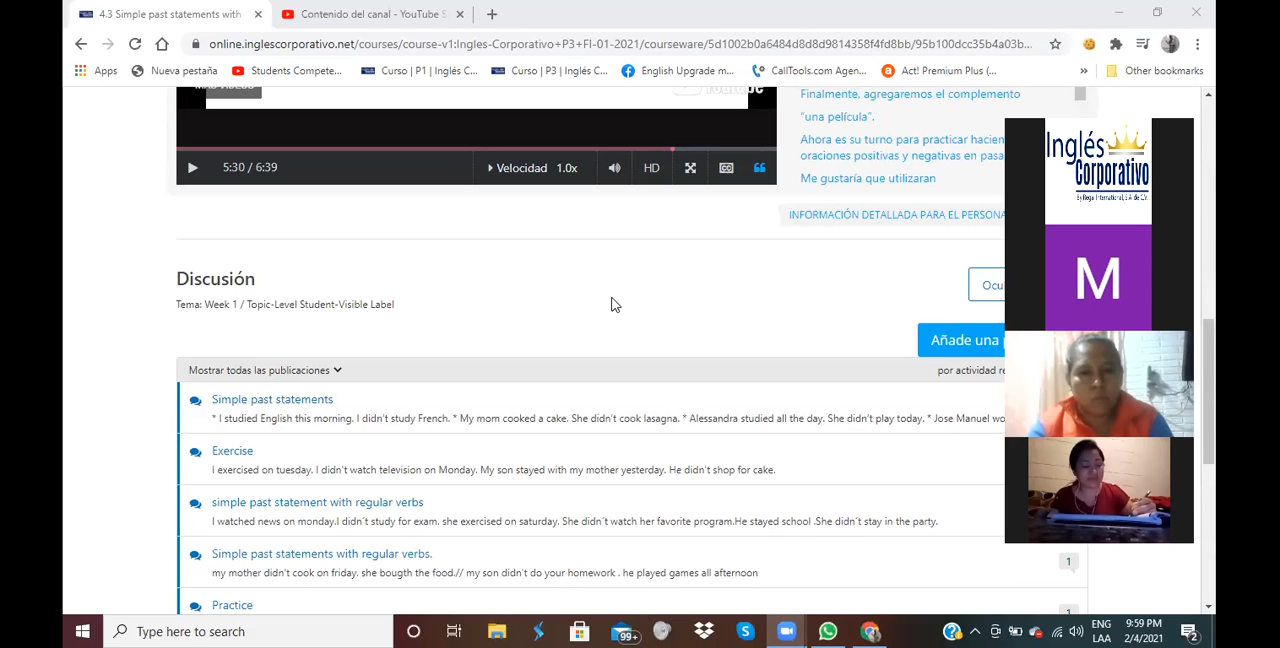 4.3 Simple past statements with
Contenido del canal - YouTube S
online.inglescorporativo.net/courses/course-v1:Ingles-Corporativo+P3+FI-01-2021/courseware/5d1002b0a6484d8d8d9814358f4fd8bb/95b100dcc35b4a03b...
Apps
Nueva pestaña
Students Compete...
Curso | P1 | Inglés C...
Curso | P3 | Inglé C...
English Upgrade m...
CallTools.com Agen...
Act! Premium Plus (...
»
Other bookmarks
Finalmente, agregaremos el complemento
"una película".
Ahora es su turno para practicar hacien
oraciones positivas y negativas en pasa
Me gustaría que utilizaran
5:30 / 6:39
Velocidad 1.0x
HD
INFORMACIÓN DETALLADA PARA EL PERSONA
Inglés
Corporativo
By Rega International, S.A. de C.V.
M
Discusión
Tema: Week 1 / Topic-Level Student-Visible Label
Ocu
Añade una p
Mostrar todas las publicaciones
por actividad re
Simple past statements
* I studied English this morning. I didn't study French. * My mom cooked a cake. She didn't cook lasagna. * Alessandra studied all the day. She didn't play today. * Jose Manuel wo
Exercise
I exercised on tuesday. I didn't watch television on Monday. My son stayed with my mother yesterday. He didn't shop for cake.
simple past statement with regular verbs
I watched news on monday.I didn´t study for exam. she exercised on saturday. She didn´t watch her favorite program.He stayed school .She didn´t stay in the party.
Simple past statements with regular verbs.
my mother didn't cook on friday. she bougth the food.// my son didn't do your homework . he played games all afternoon
1
Practice
1
Type here to search
99+
ENG
LAA
9:59 PM
2/4/2021
2